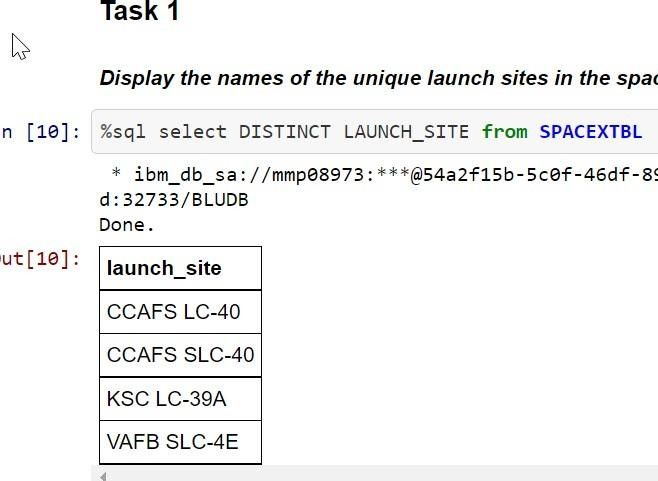 Task 1
Display the names of the unique launch sites in the
n [10]: %sql select DISTINCT LAUNCH_SITE from SPACEXTBL
* ibm_db_sa://mmp08973:***@54a2f15b-5c0f-46df-89
d:32733/BLUDB
Done.
ut[10]:
launch_site
CCAFS LC-40
CCAFS SLC-40
KSC LC-39A
VAFB SLC-4E